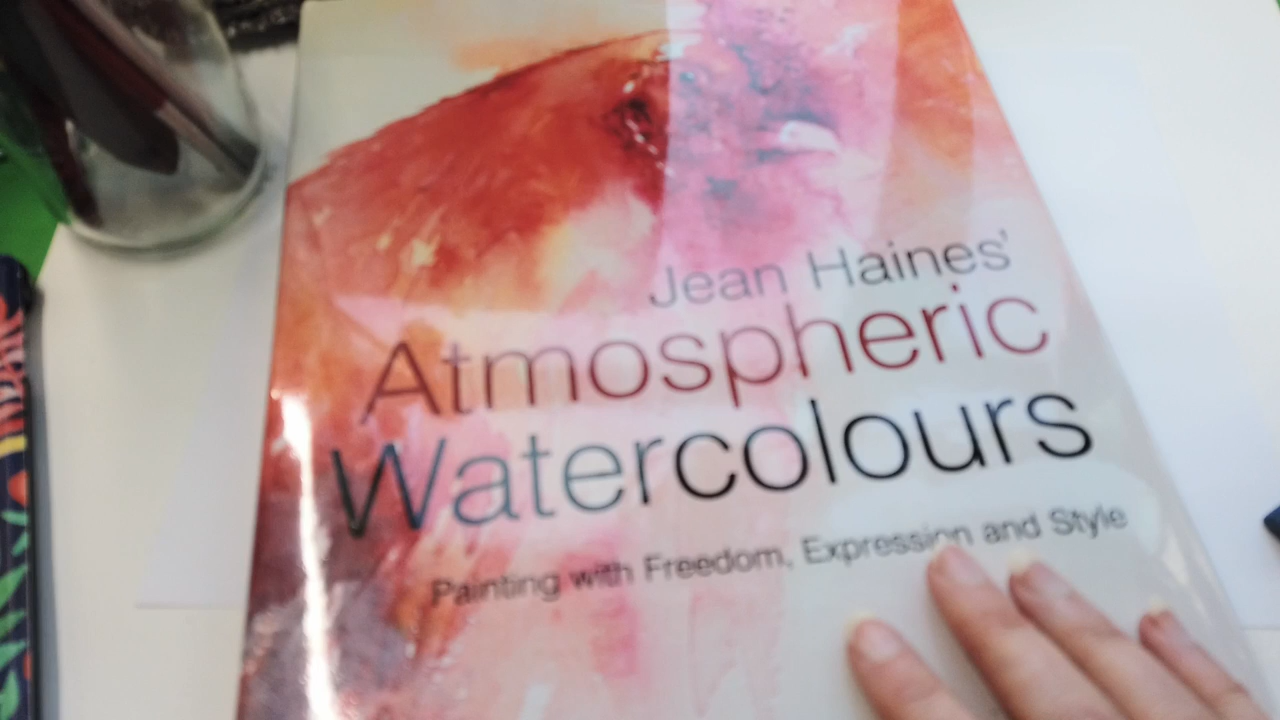 Jean Haines'
Atmospheric
Watercolours
Painting with Freedom, Expression and Style